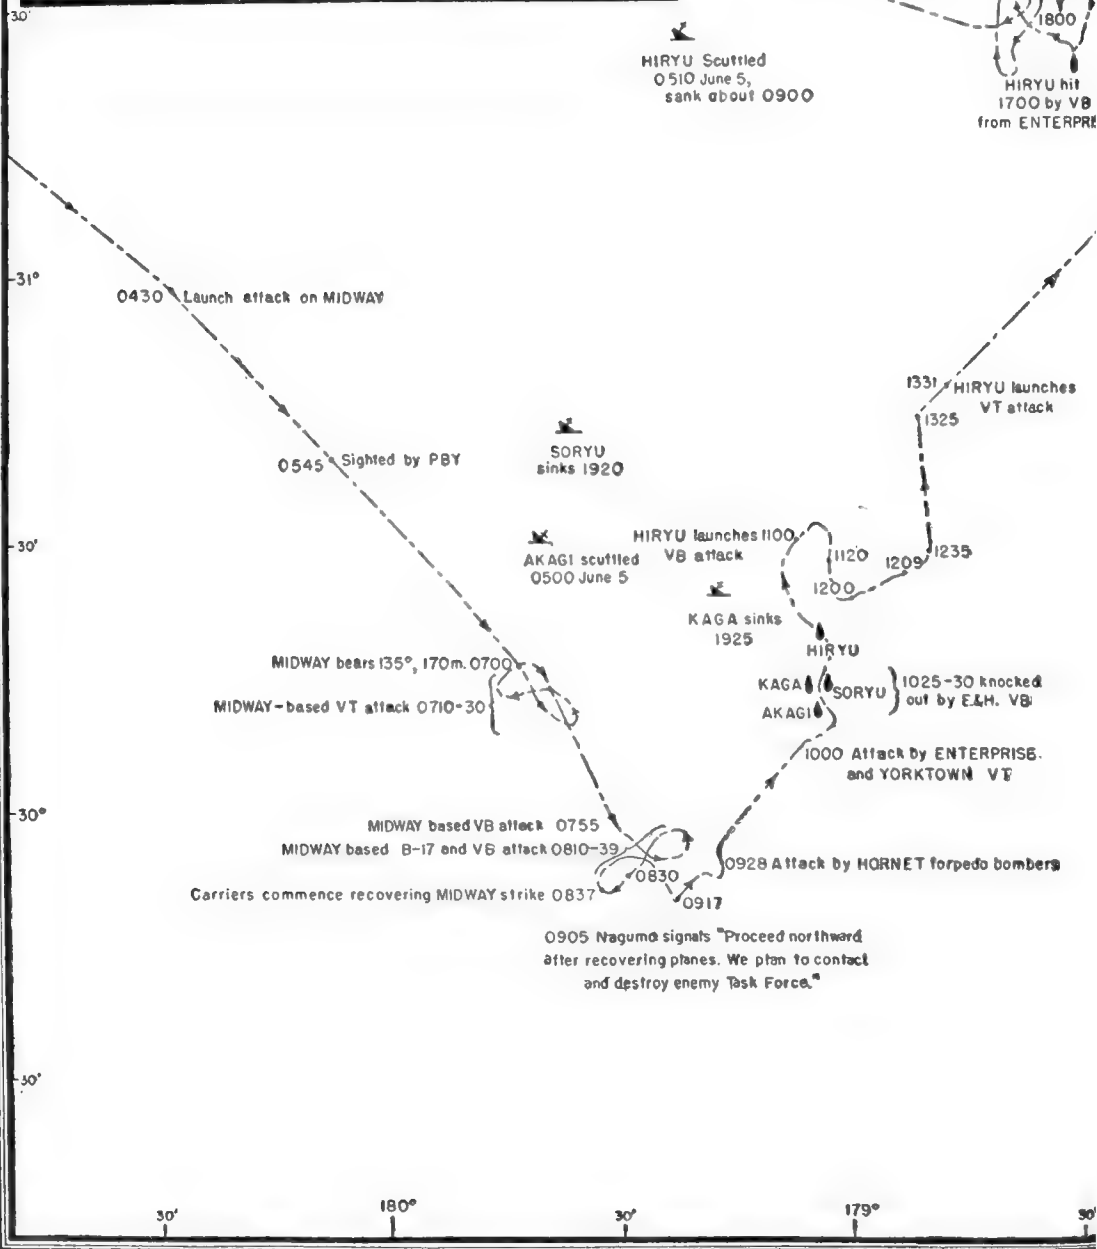 30'
1800
HIRYU Scuttled
0510 June 5,
sank about 0900
HIRYU hit
1700 by VB
from ENTERPRI
31°
0430 Launch attack on MIDWAY
1331 HIRYU launches
VT attack
1325
0545 Sighted by PBY
SORYU
sinks 1920
30'
HIRYU launches 1100
VB attack
AKAGI scuttled
0500 June 5
1120
1209
1235
1200
KAGA sinks
1925
HIRYU
MIDWAY bears 135°, 170m. 0700
MIDWAY-based VT attack 0710-30
KAGA
SORYU
AKAGI
1025-30 knocked
out by E.&H. VB
1000 Attack by ENTERPRISE.
and YORKTOWN VT
30°
MIDWAY based VB attack 0755
MIDWAY based B-17 and VB attack 0810-39
0830
0928 Attack by HORNET torpedo bombers
Carriers commence recovering MIDWAY strike 0837
0917
0905 Nagumo signals "Proceed northward
after recovering planes. We plan to contact
and destroy enemy Task Force."
30'
30'
180°
30'
179°
30'